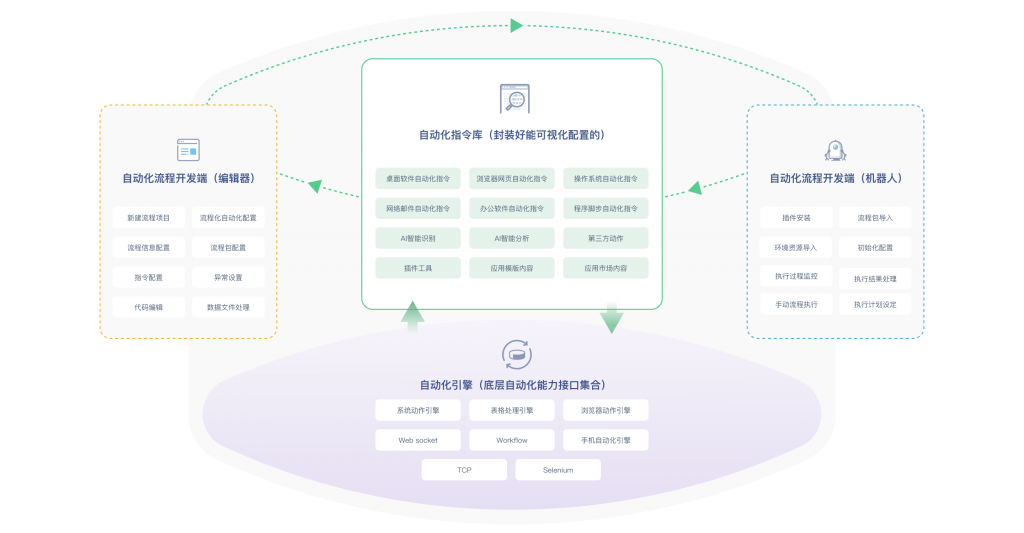 自动化指令库（封装好能可视化配置的）
桌面软件自动化指令
浏览器网页自动化指令
操作系统自动化指令
网络邮件自动化指令
办公软件自动化指令
程序脚步自动化指令
AI智能识别
AI智能分析
第三方动作
插件工具
应用模版内容
应用市场内容
自动化流程开发端（编辑器）
新建流程项目
流程化自动化配置
流程信息配置
流程包配置
指令配置
异常设置
代码编辑
数据文件处理
自动化流程开发端（机器人）
插件安装
流程包导入
环境资源导入
初始化配置
执行过程监控
执行结果处理
手动流程执行
执行计划设定
自动化引擎（底层自动化能力接口集合）
系统动作引擎
表格处理引擎
浏览器动作引擎
Web socket
Workflow
手机自动化引擎
TCP
Selenium